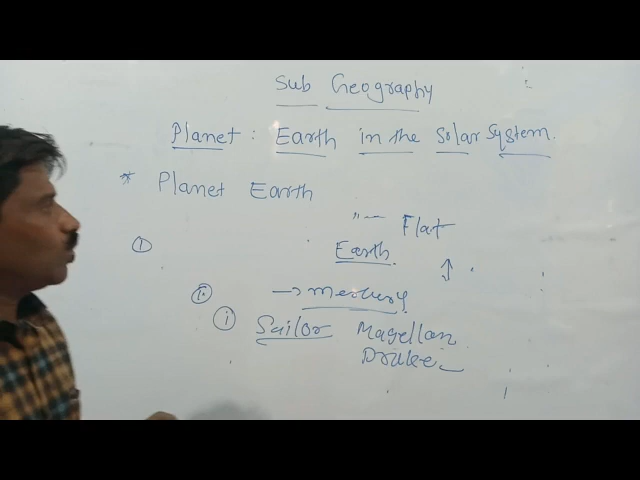 Sub Geography
Planet : Earth in the Solar System.
* Planet Earth
"— Flat
①
Earth.
→ mercury
ⓘ Sailor Magellan
Drake